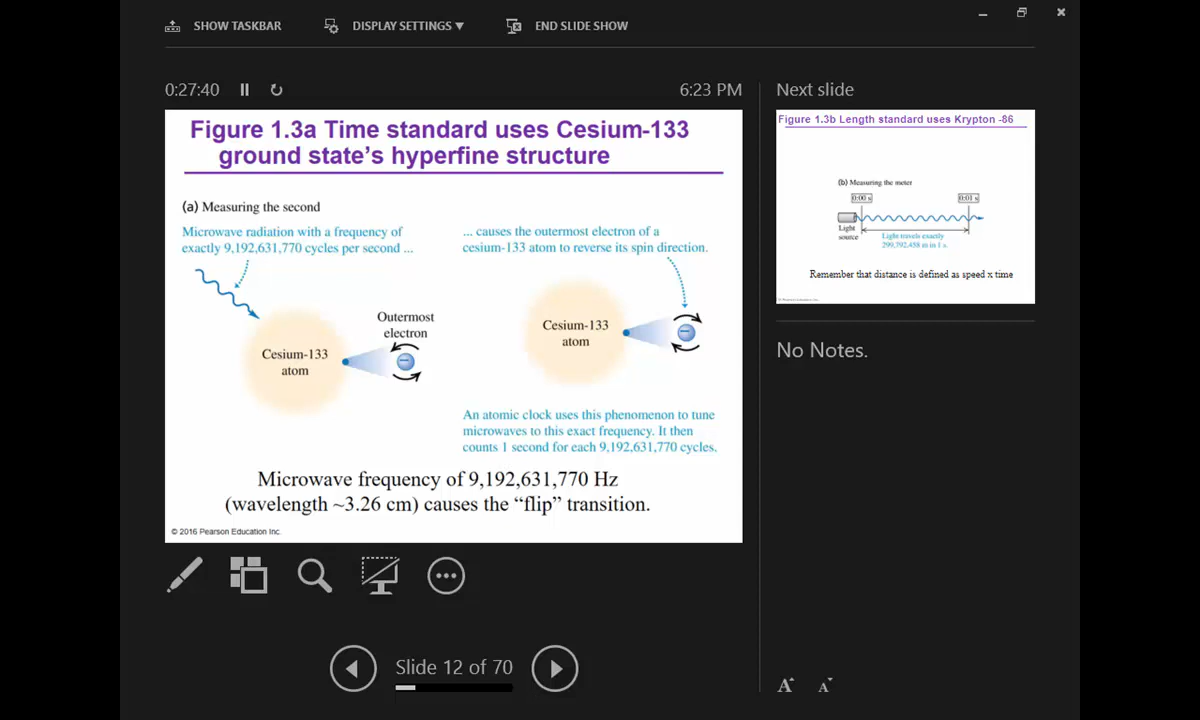 SHOW TASKBAR
DISPLAY SETTINGS ▼
END SLIDE SHOW
0:27:40
6:23 PM
Figure 1.3a Time standard uses Cesium-133
ground state's hyperfine structure
(a) Measuring the second
Microwave radiation with a frequency of
exactly 9,192,631,770 cycles per second ...
... causes the outermost electron of a
cesium-133 atom to reverse its spin direction.
Outermost
electron
Cesium-133
atom
Cesium-133
atom
An atomic clock uses this phenomenon to tune
microwaves to this exact frequency. It then
counts 1 second for each 9,192,631,770 cycles.
Microwave frequency of 9,192,631,770 Hz
(wavelength ~3.26 cm) causes the “flip” transition.
© 2016 Pearson Education Inc.
Slide 12 of 70
Next slide
Figure 1.3b Length standard uses Krypton -86
(b) Measuring the meter
0:00 s
0:01 s
Light
source
Light travels exactly
299,792,458 m in 1 s.
Remember that distance is defined as speed x time
© 2016 Pearson Education Inc.
No Notes.
A A